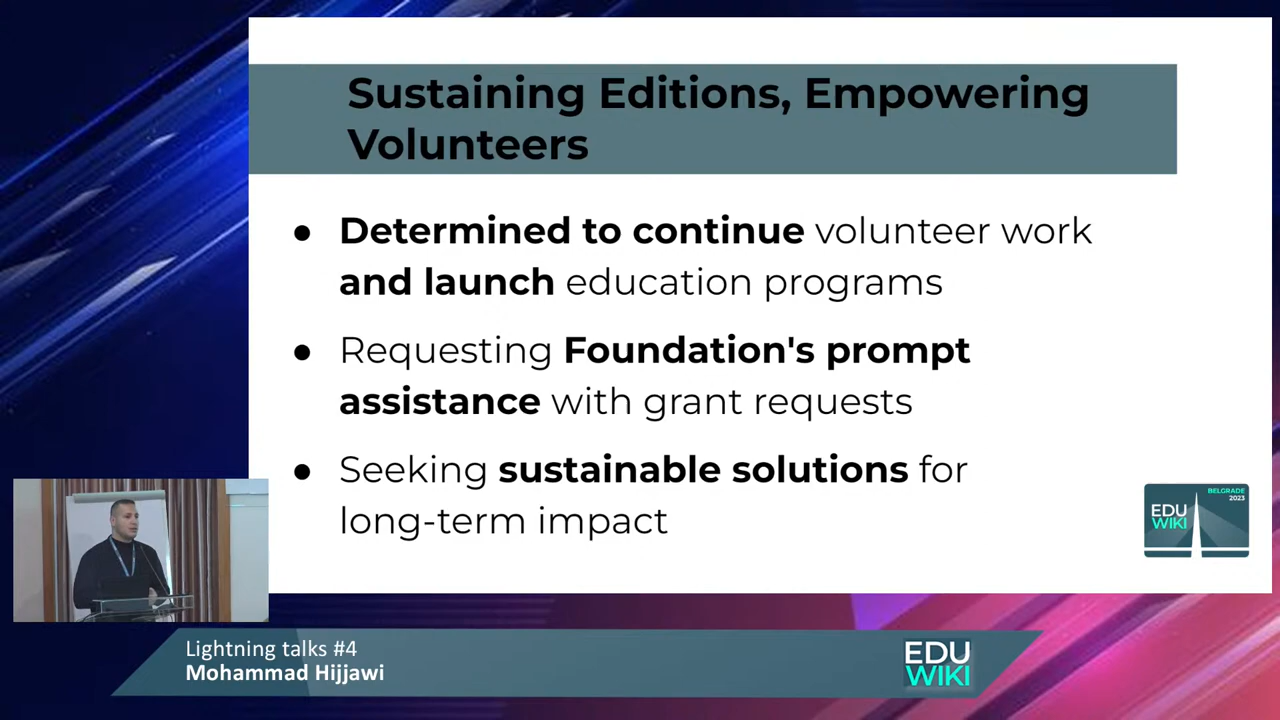 Sustaining Editions, Empowering
Volunteers
● Determined to continue volunteer work
and launch education programs
● Requesting Foundation's prompt
assistance with grant requests
● Seeking sustainable solutions for
long-term impact
BELGRADE
2023
EDU
WIKI
Lightning talks #4
Mohammad Hijjawi
EDU
WIKI